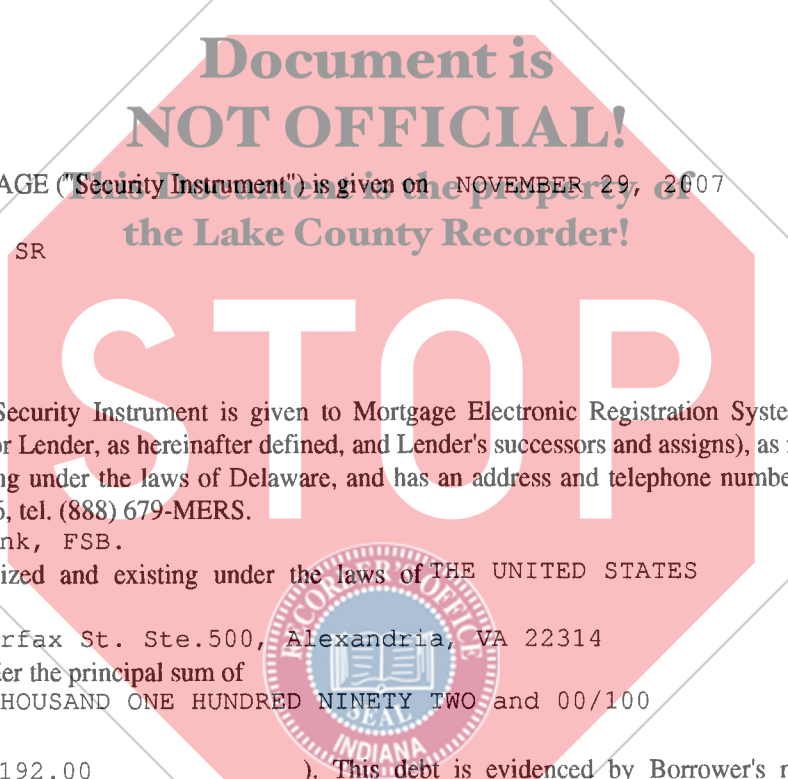 Document is
NOT OFFICIAL!
AGE ("Security Instrument") is given on NOVEMBER 29, 2007
This Document is the property of
the Lake County Recorder!
SR
STOP
Security Instrument is given to Mortgage Electronic Registration Syste
or Lender, as hereinafter defined, and Lender's successors and assigns), as
ng under the laws of Delaware, and has an address and telephone numbe
, tel. (888) 679-MERS.
nk, FSB.
ized and existing under the laws of THE UNITED STATES
rfax St. Ste.500, Alexandria, VA 22314
er the principal sum of
HOUSAND ONE HUNDRED NINETY TWO and 00/100
192.00 ). This debt is evidenced by Borrower's
RECORDER'S OFFICE
SEAL
INDIANA